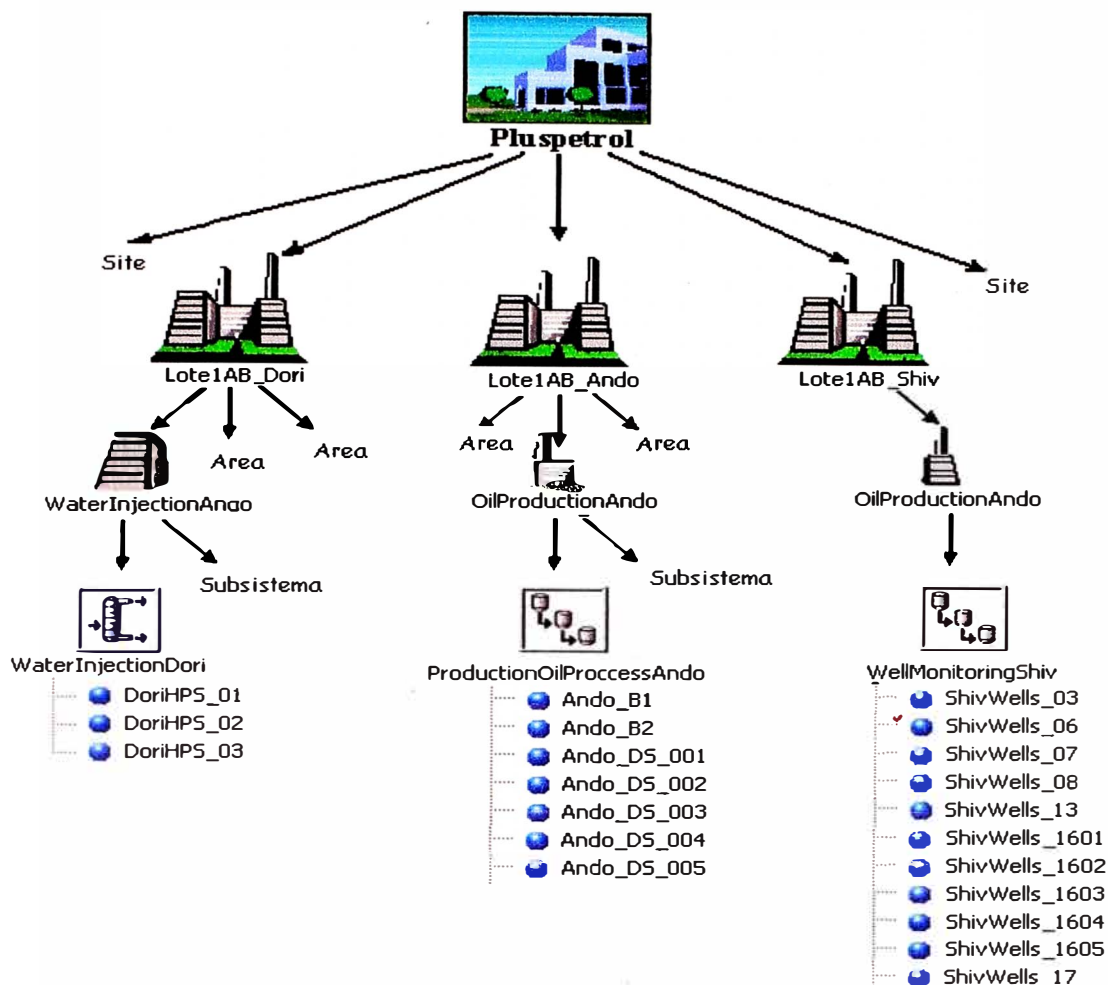 Pluspetrol
Site
Site
Lote1AB_Dori
Lote1AB_Ando
Lote1AB_Shiv
Area
Area
Area
Area
WaterInjectionAngo
OilProductionAndo
OilProductionAndo
Subsistema
Subsistema
WaterInjectionDori
DoriHPS_01
DoriHPS_02
DoriHPS_03
ProductionOilProccessAndo
Ando_B1
Ando_B2
Ando_DS_001
Ando_DS_002
Ando_DS_003
Ando_DS_004
Ando_DS_005
WellMonitoringShiv
ShivWells_03
ShivWells_06
ShivWells_07
ShivWells_08
ShivWells_13
ShivWells_1601
ShivWells_1602
ShivWells_1603
ShivWells_1604
ShivWells_1605
ShivWells_17